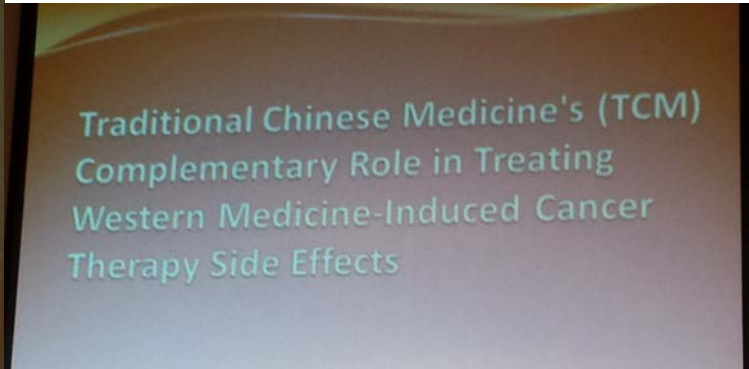 Traditional Chinese Medicine's (TCM)
Complementary Role in Treating
Western Medicine-Induced Cancer
Therapy Side Effects